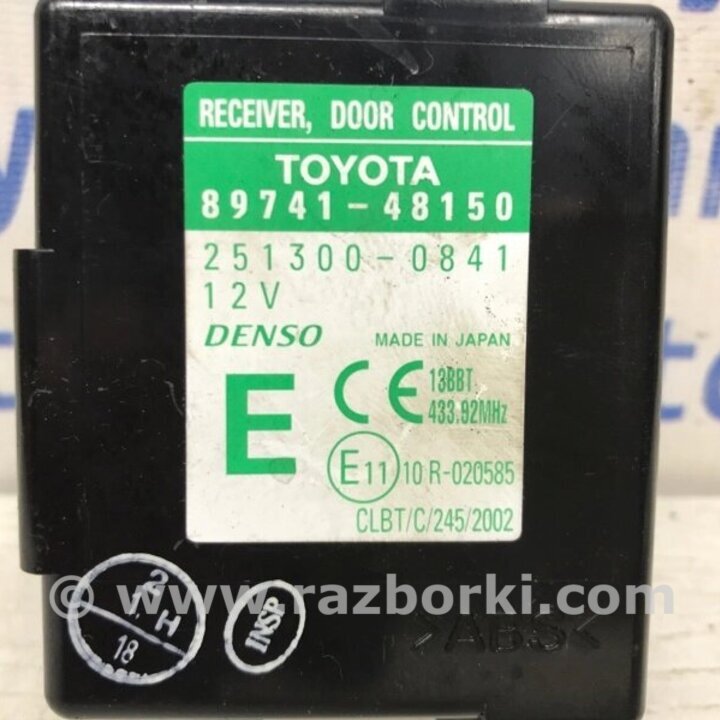 RECEIVER, DOOR CONTROL
TOYOTA
89741-48150
251300-0841
12V
DENSO MADE IN JAPAN
E CE 13BBT
433.92MHz
E11 10 R-020585
CLBT/C/245/2002
2
H
18
INSP
© www.razborki.com
>ABS<